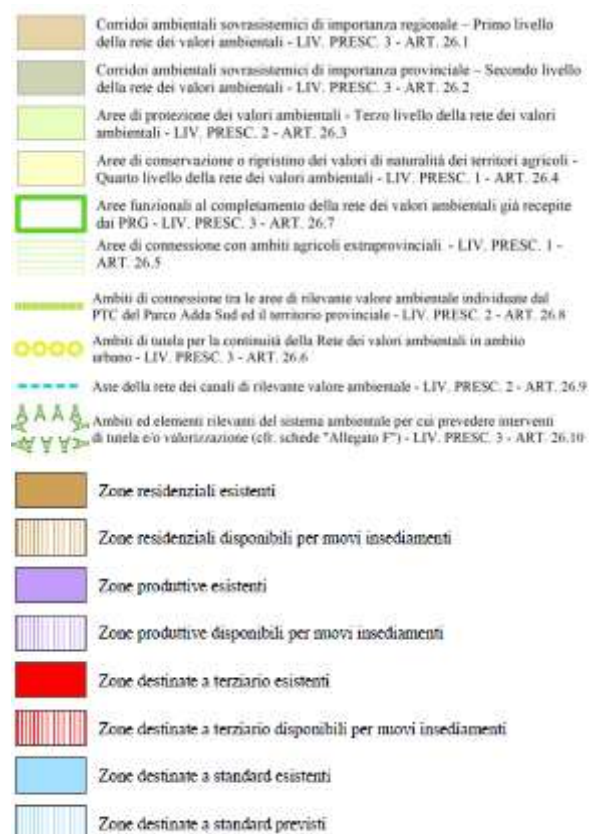 Corridoi ambientali sovrasistemici di importanza regionale – Primo livello
della rete dei valori ambientali - LIV. PRESC. 3 - ART. 26.1
Corridoi ambientali sovrasistemici di importanza provinciale – Secondo livello
della rete dei valori ambientali - LIV. PRESC. 3 - ART. 26.2
Aree di protezione dei valori ambientali - Terzo livello della rete dei valori
ambientali - LIV. PRESC. 2 - ART. 26.3
Aree di conservazione o ripristino dei valori di naturalità dei territori agricoli -
Quarto livello della rete dei valori ambientali - LIV. PRESC. 1 - ART. 26.4
Aree funzionali al completamento della rete dei valori ambientali già recepite
dai PRG - LIV. PRESC. 3 - ART. 26.7
Aree di connessione con ambiti agricoli extraprovinciali - LIV. PRESC. 1 -
ART. 26.5
Ambiti di connessione tra le aree di rilevante valore ambientale individuate dal
PTC del Parco Adda Sud ed il territorio provinciale - LIV. PRESC. 2 - ART. 26.8
Ambiti di tutela per la continuità della Rete dei valori ambientali in ambito
urbano - LIV. PRESC. 3 - ART. 26.6
Aste della rete dei canali di rilevante valore ambientale - LIV. PRESC. 2 - ART. 26.9
Ambiti ed elementi rilevanti del sistema ambientale per cui prevedere interventi
di tutela e/o valorizzazione (cfr. schede "Allegato F") - LIV. PRESC. 3 - ART. 26.10
Zone residenziali esistenti
Zone residenziali disponibili per nuovi insediamenti
Zone produttive esistenti
Zone produttive disponibili per nuovi insediamenti
Zone destinate a terziario esistenti
Zone destinate a terziario disponibili per nuovi insediamenti
Zone destinate a standard esistenti
Zone destinate a standard previsti